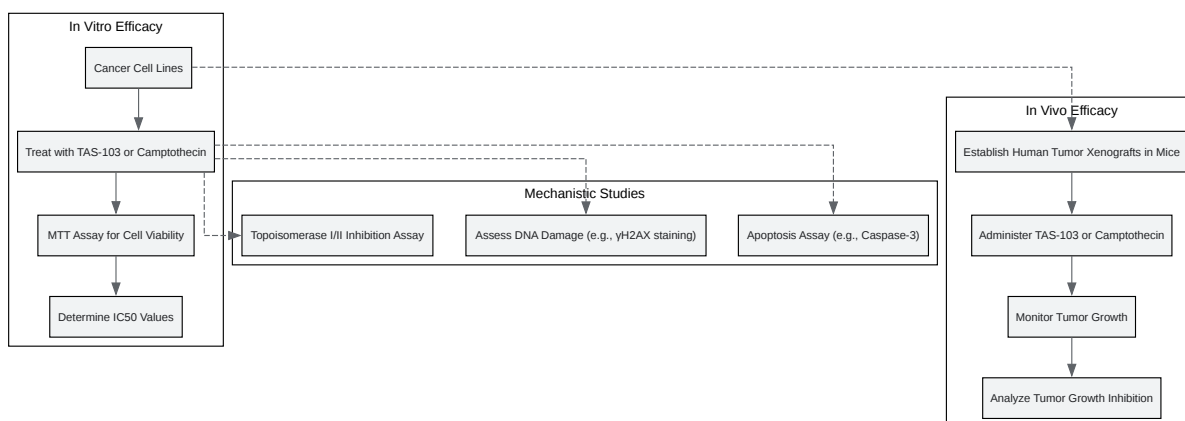 In Vitro Efficacy
Cancer Cell Lines
Treat with TAS-103 or Camptothecin
MTT Assay for Cell Viability
Determine IC50 Values
Mechanistic Studies
Topoisomerase I/II Inhibition Assay
Assess DNA Damage (e.g., γH2AX staining)
Apoptosis Assay (e.g., Caspase-3)
In Vivo Efficacy
Establish Human Tumor Xenografts in Mice
Administer TAS-103 or Camptothecin
Monitor Tumor Growth
Analyze Tumor Growth Inhibition